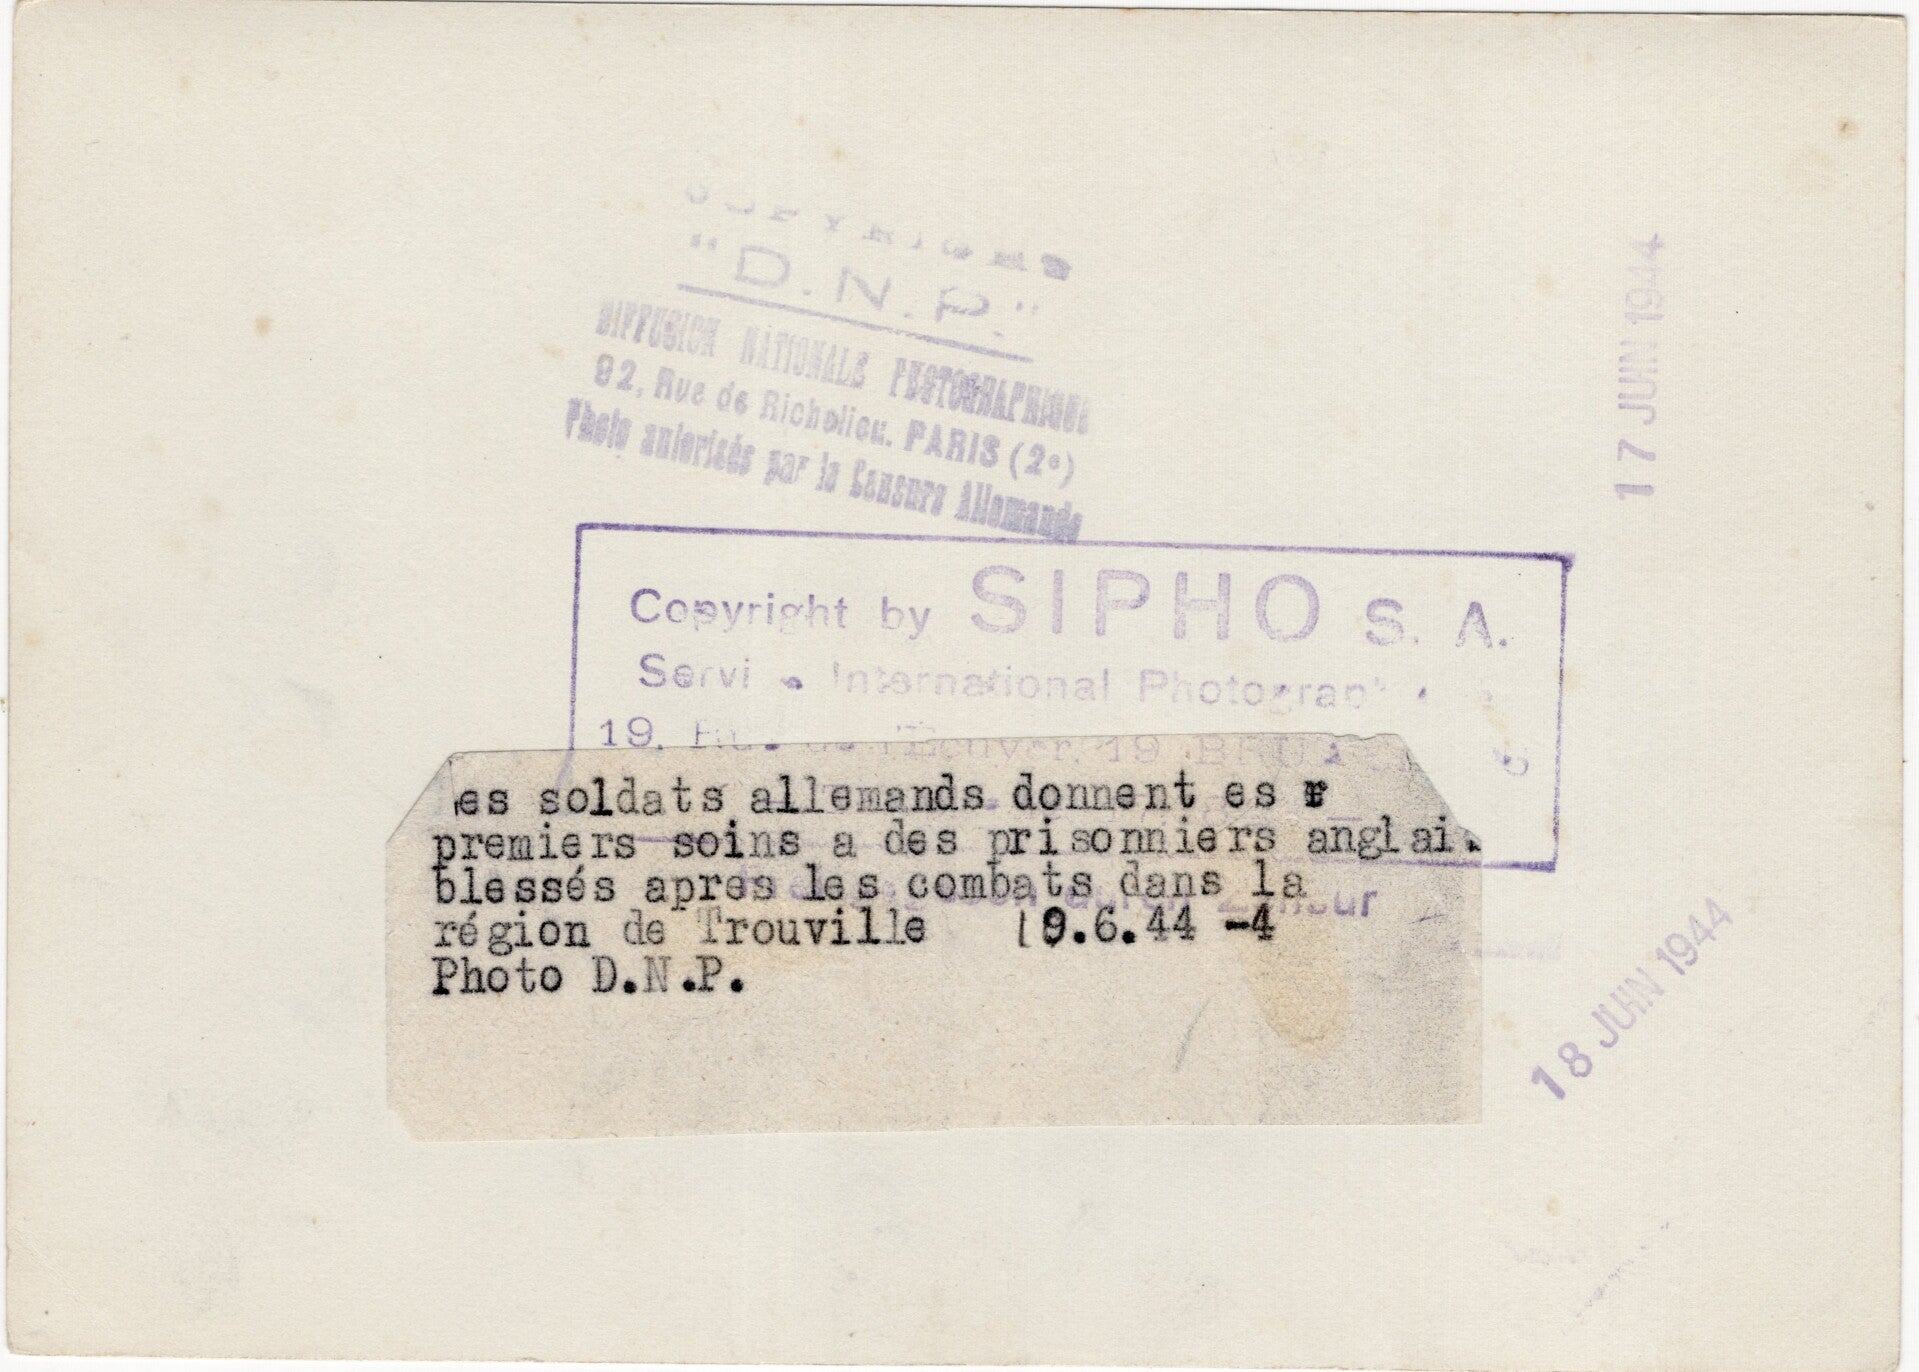 "D.N.P."
DIFFUSION NATIONALE PHOTOGRAPHIQUE
92, Rue de Richelieu. PARIS (2e)
Photo autorisée par la Censure Allemande
17 JUIN 1944
Copyright by SIPHO S. A.
International
19.
es soldats allemands donnent es r
premiers soins a des prisonniers anglai
blessés apres les combats dans la
région de Trouville 9.6.44 -4
Photo D.N.P.
18 JUIN 1944